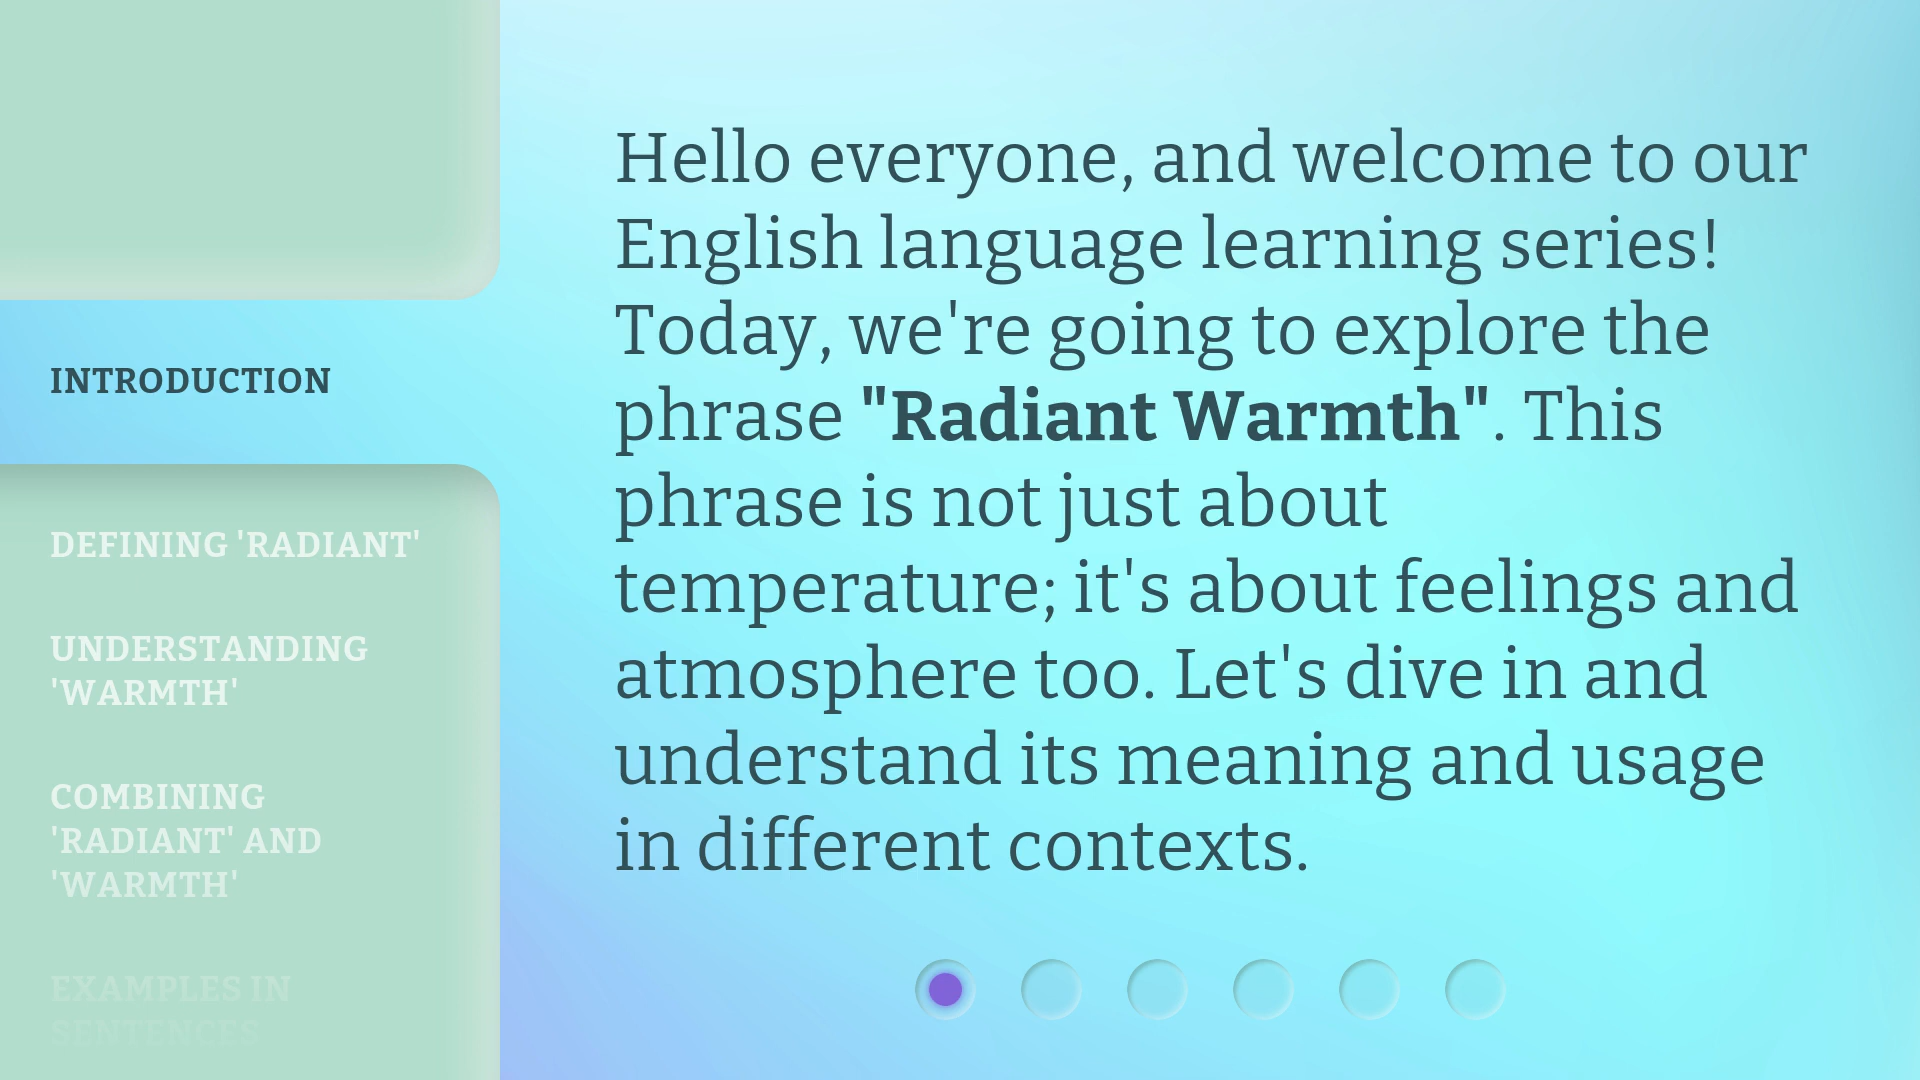 INTRODUCTION
DEFINING 'RADIANT'
UNDERSTANDING
'WARMTH'
COMBINING
'RADIANT' AND
'WARMTH'
EXAMPLES IN
SENTENCES
Hello everyone, and welcome to our
English language learning series!
Today, we're going to explore the
phrase "Radiant Warmth". This
phrase is not just about
temperature; it's about feelings and
atmosphere too. Let's dive in and
understand its meaning and usage
in different contexts.